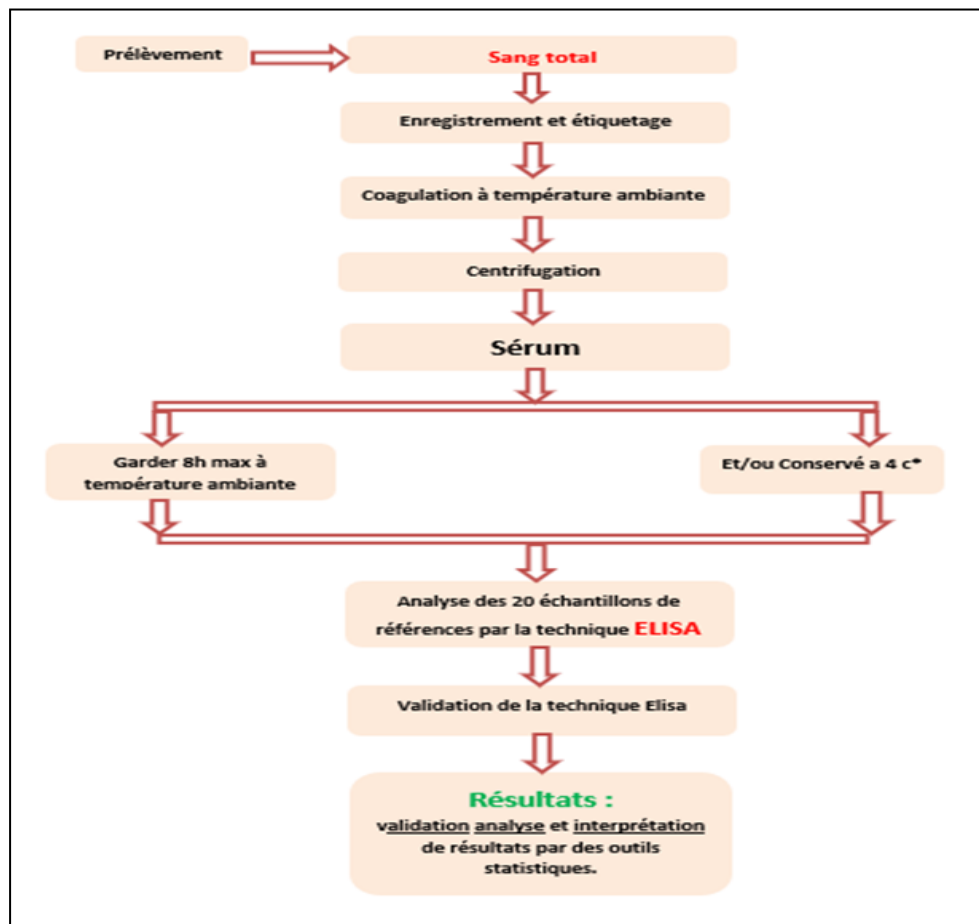 Prélèvement
Sang total
Enregistrement et étiquetage
Coagulation à température ambiante
Centrifugation
Sérum
Garder 8h max à
température ambiante
Et/ou Conservé a 4 c*
Analyse des 20 échantillons de
références par la technique ELISA
Validation de la technique Elisa
Résultats :
validation analyse et interprétation
de résultats par des outils
statistiques.